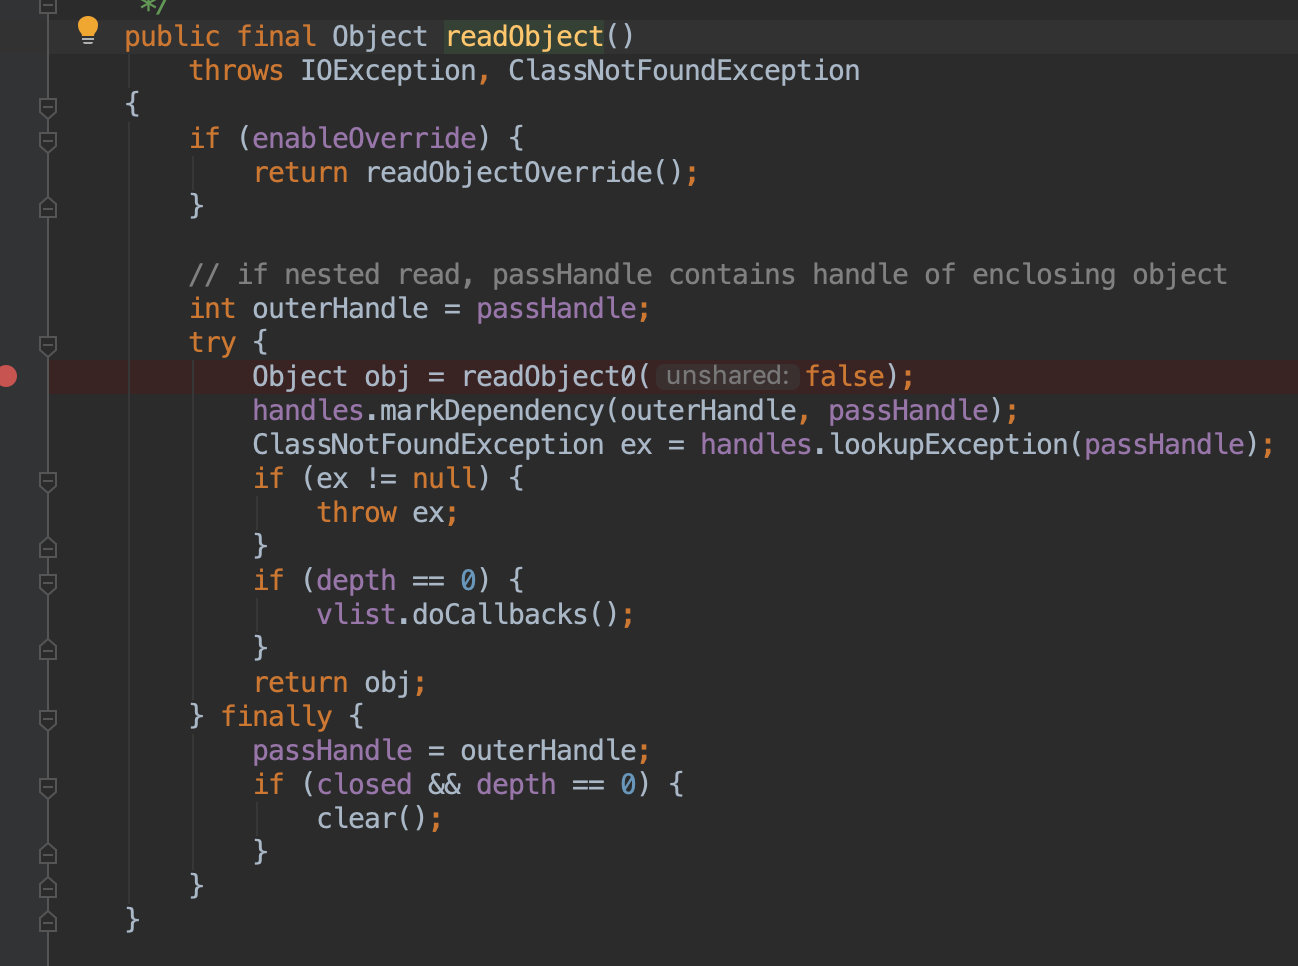 */
public final Object readObject()
throws IOException, ClassNotFoundException
{
if (enableOverride) {
return readObjectOverride();
}
// if nested read, passHandle contains handle of enclosing object
int outerHandle = passHandle;
try {
Object obj = readObject0( unshared: false);
handles.markDependency(outerHandle, passHandle);
ClassNotFoundException ex = handles.lookupException(passHandle);
if (ex != null) {
throw ex;
}
if (depth == 0) {
vlist.doCallbacks();
}
return obj;
} finally {
passHandle = outerHandle;
if (closed && depth == 0) {
clear();
}
}
}